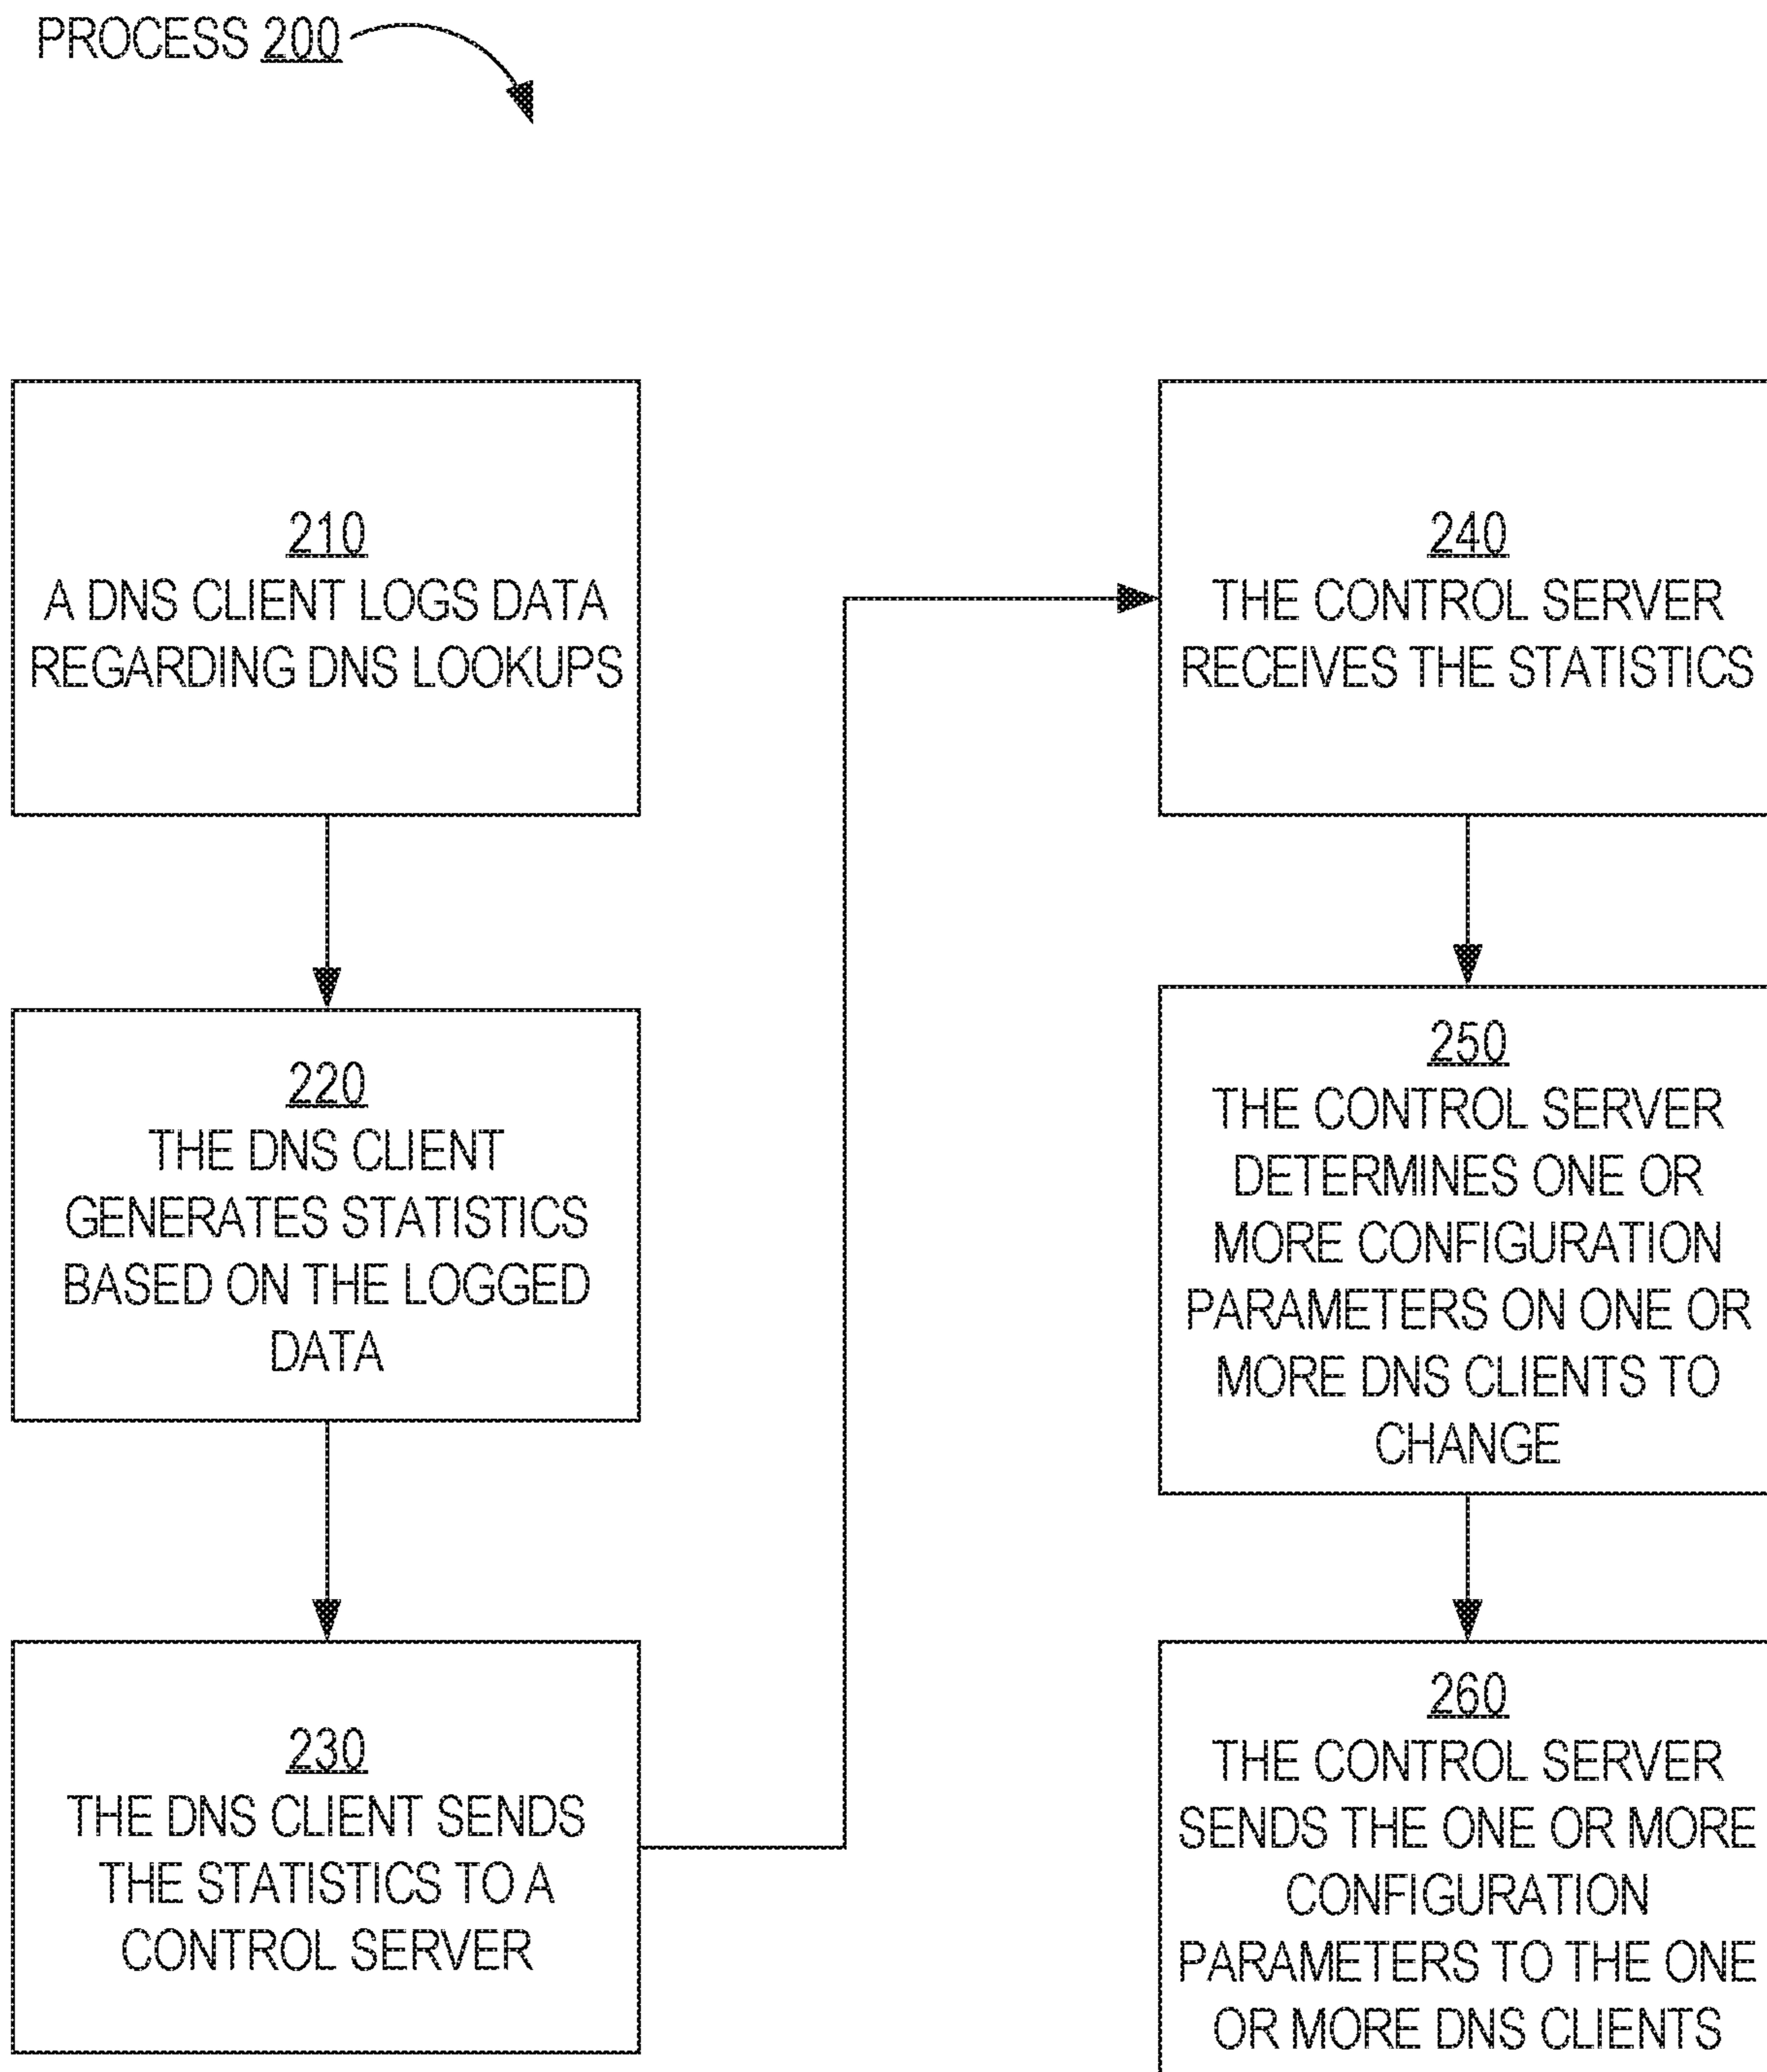 PROCESS 200
210
A DNS CLIENT LOGS DATA
REGARDING DNS LOOKUPS
220
THE DNS CLIENT
GENERATES STATISTICS
BASED ON THE LOGGED
DATA
230
THE DNS CLIENT SENDS
THE STATISTICS TO A
CONTROL SERVER
240
THE CONTROL SERVER
RECEIVES THE STATISTICS
250
THE CONTROL SERVER
DETERMINES ONE OR
MORE CONFIGURATION
PARAMETERS ON ONE OR
MORE DNS CLIENTS TO
CHANGE
260
THE CONTROL SERVER
SENDS THE ONE OR MORE
CONFIGURATION
PARAMETERS TO THE ONE
OR MORE DNS CLIENTS